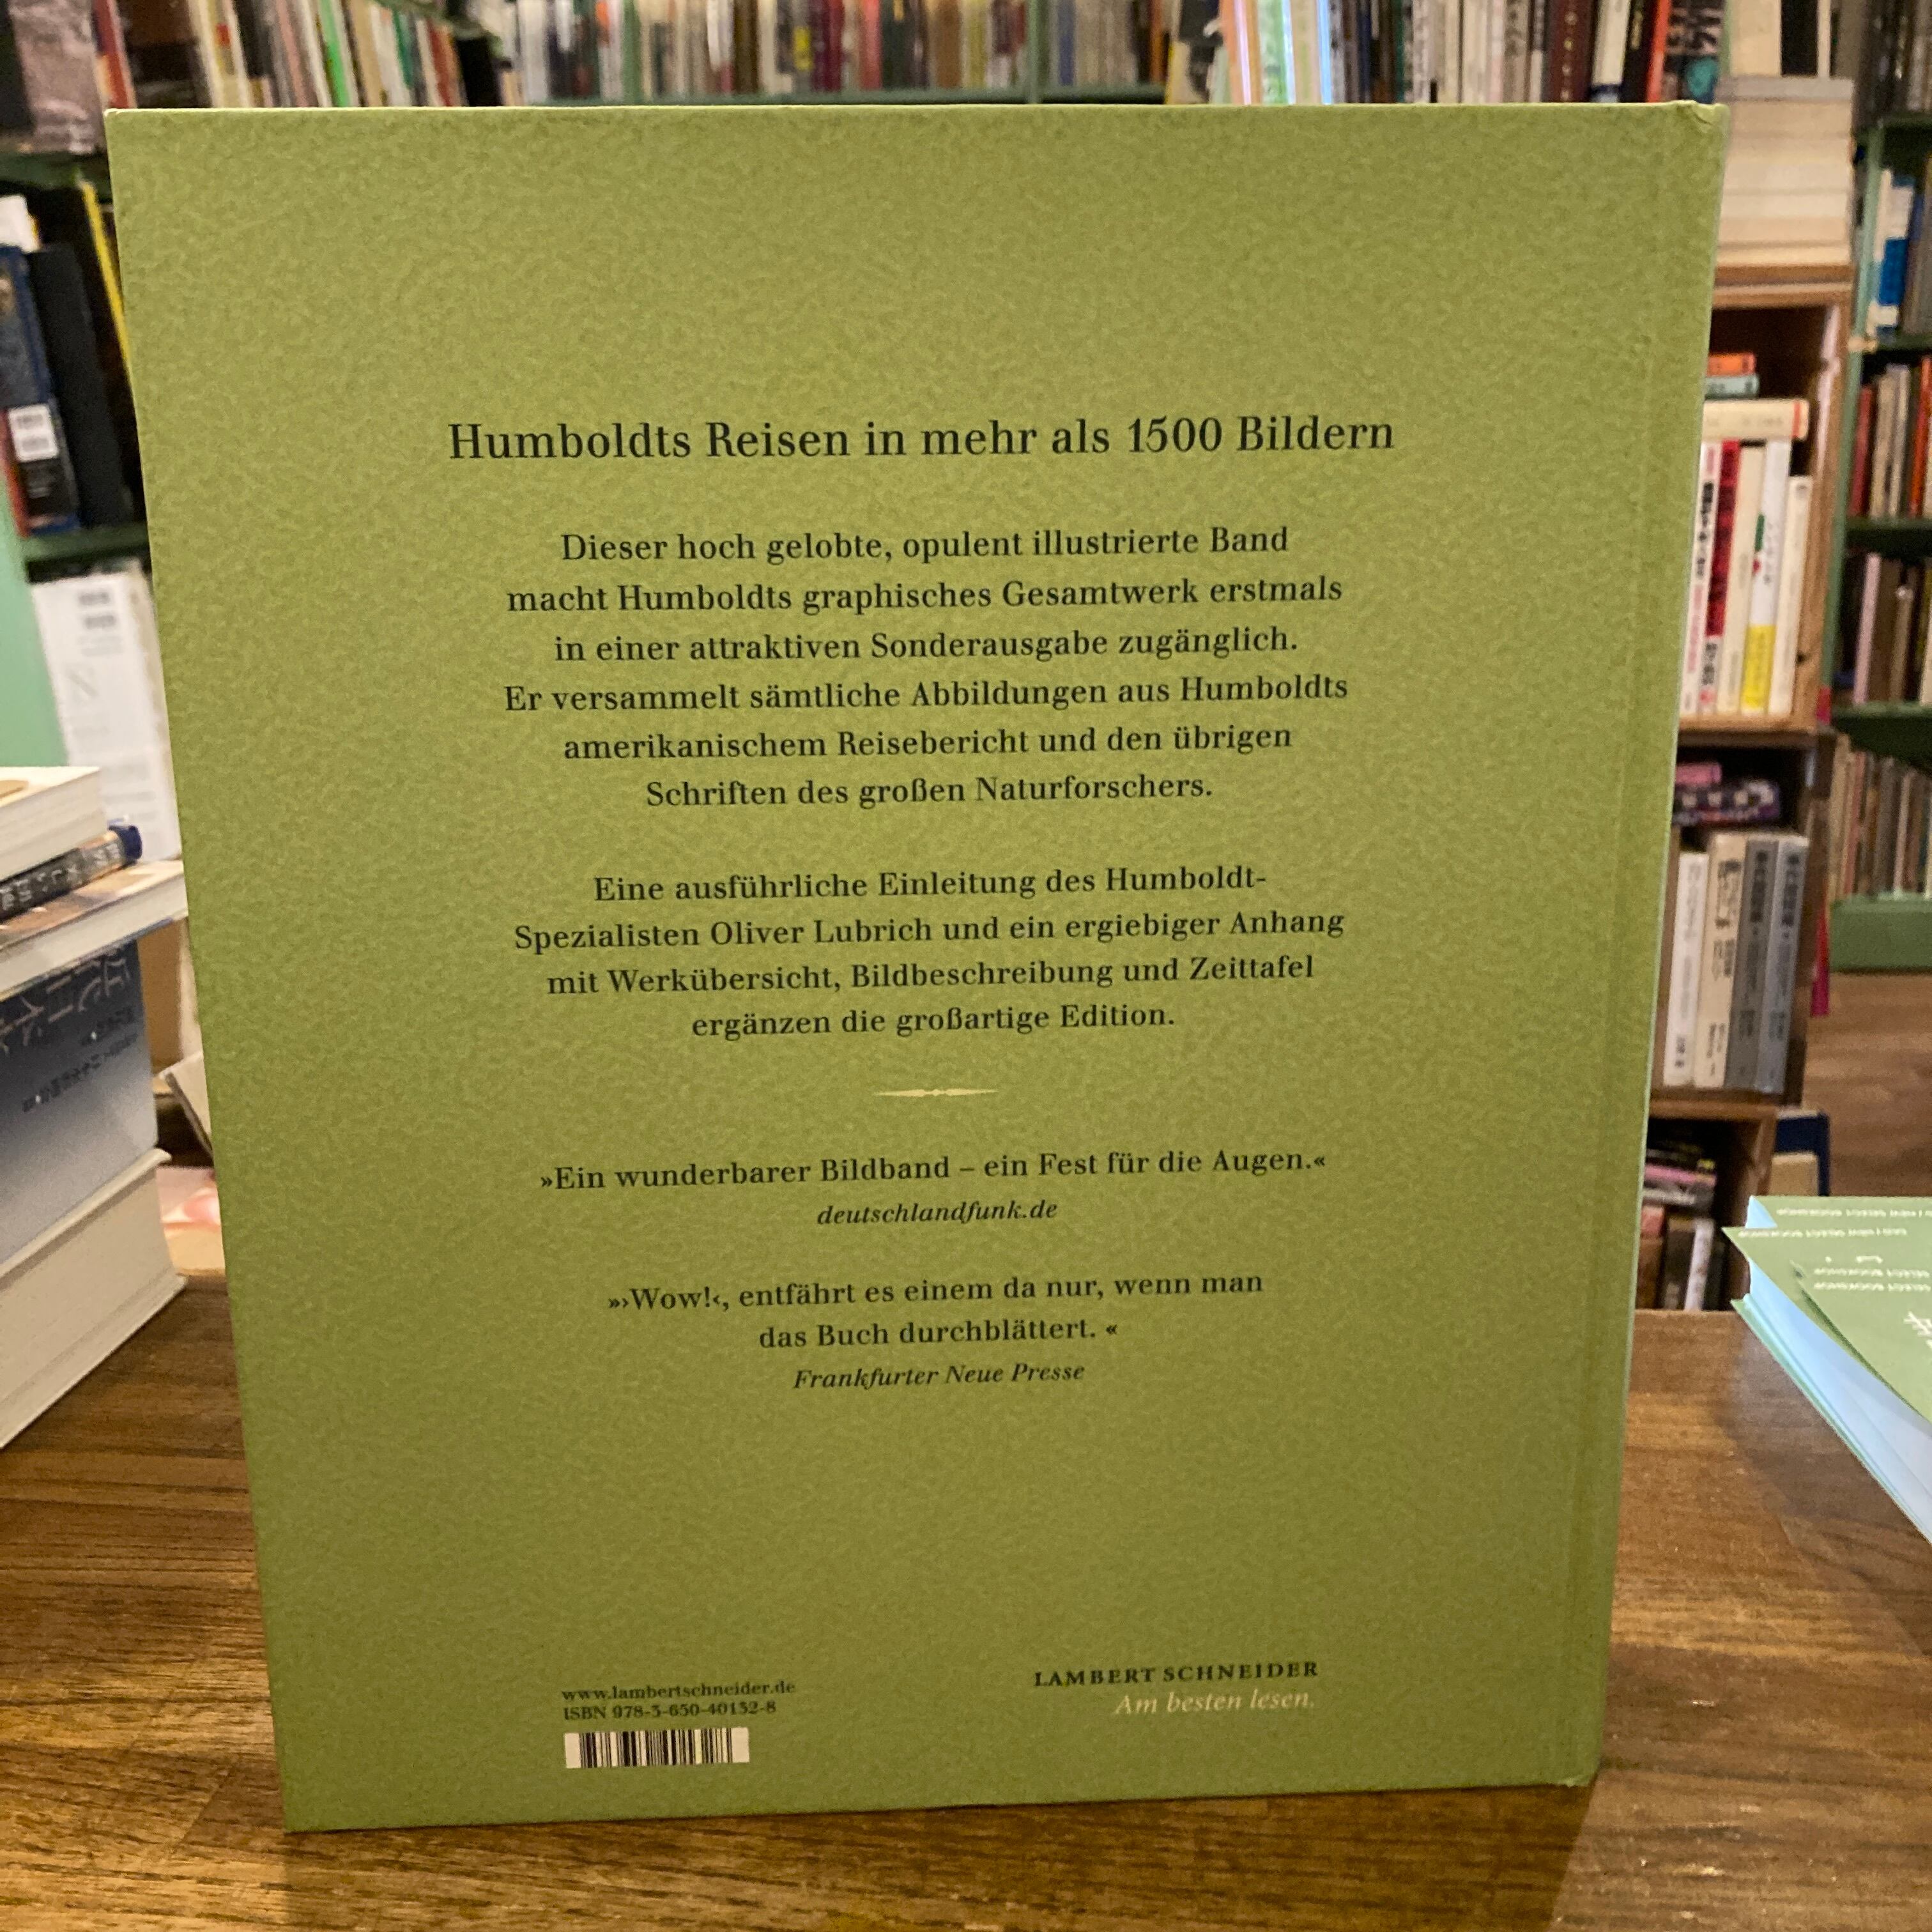 Humboldts Reisen in mehr als 1500 Bildern
Dieser hoch gelobte, opulent illustrierte Band
macht Humboldts graphisches Gesamtwerk erstmals
in einer attraktiven Sonderausgabe zugänglich.
Er versammelt sämtliche Abbildungen aus Humboldts
amerikanischem Reisebericht und den übrigen
Schriften des großen Naturforschers.
Eine ausführliche Einleitung des Humboldt-
Spezialisten Oliver Lubrich und ein ergiebiger Anhang
mit Werkübersicht, Bildbeschreibung und Zeittafel
ergänzen die großartige Edition.
»Ein wunderbarer Bildband – ein Fest für die Augen.«
deutschlandfunk.de
»›Wow!‹, entfährt es einem da nur, wenn man
das Buch durchblättert. «
Frankfurter Neue Presse
www.lambertschneider.de
ISBN 978-3-650-40132-8
LAMBERT SCHNEIDER
Am besten lesen.
SELECT BOOKSHOP